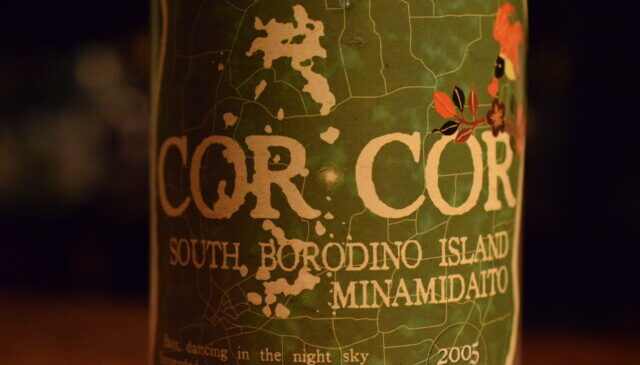 COR COR
SOUTH BORODINO ISLAND
MINAMIDAITO
dancing in the night sky
2005